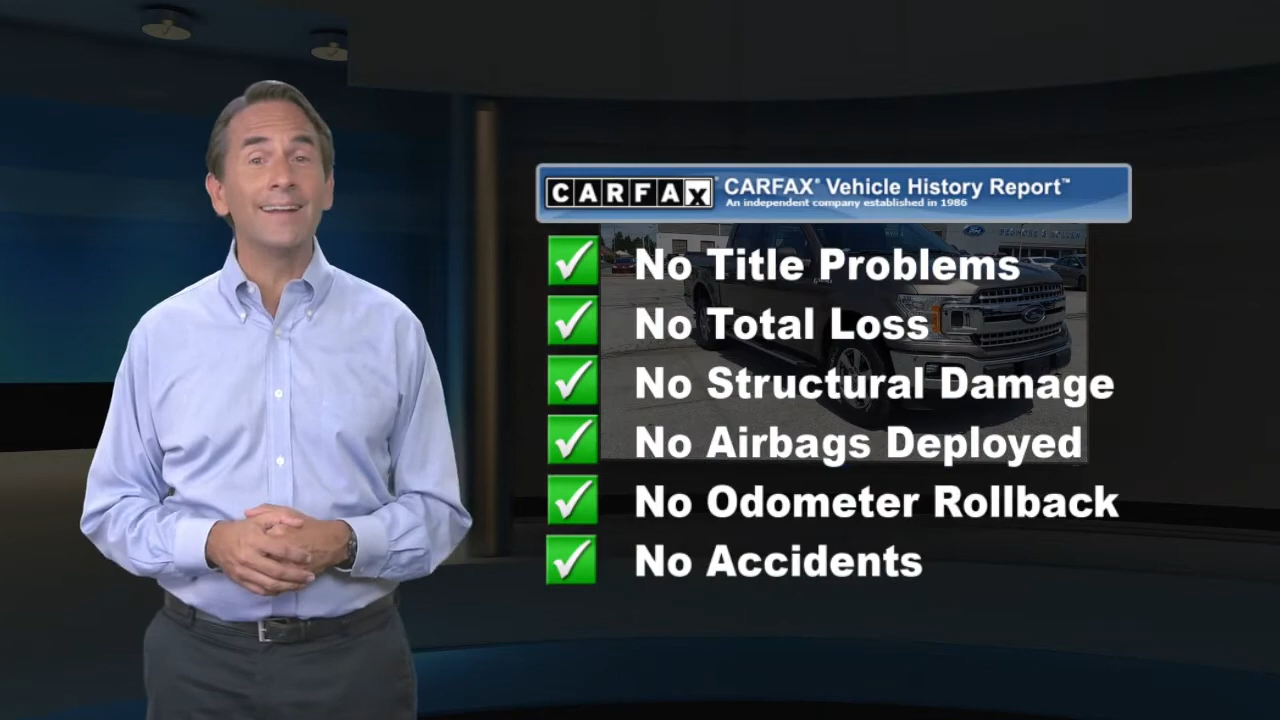 CARFAX® CARFAX® Vehicle History Report™
An independent company established in 1986
No Title Problems
No Total Loss
No Structural Damage
No Airbags Deployed
No Odometer Rollback
No Accidents
Ford